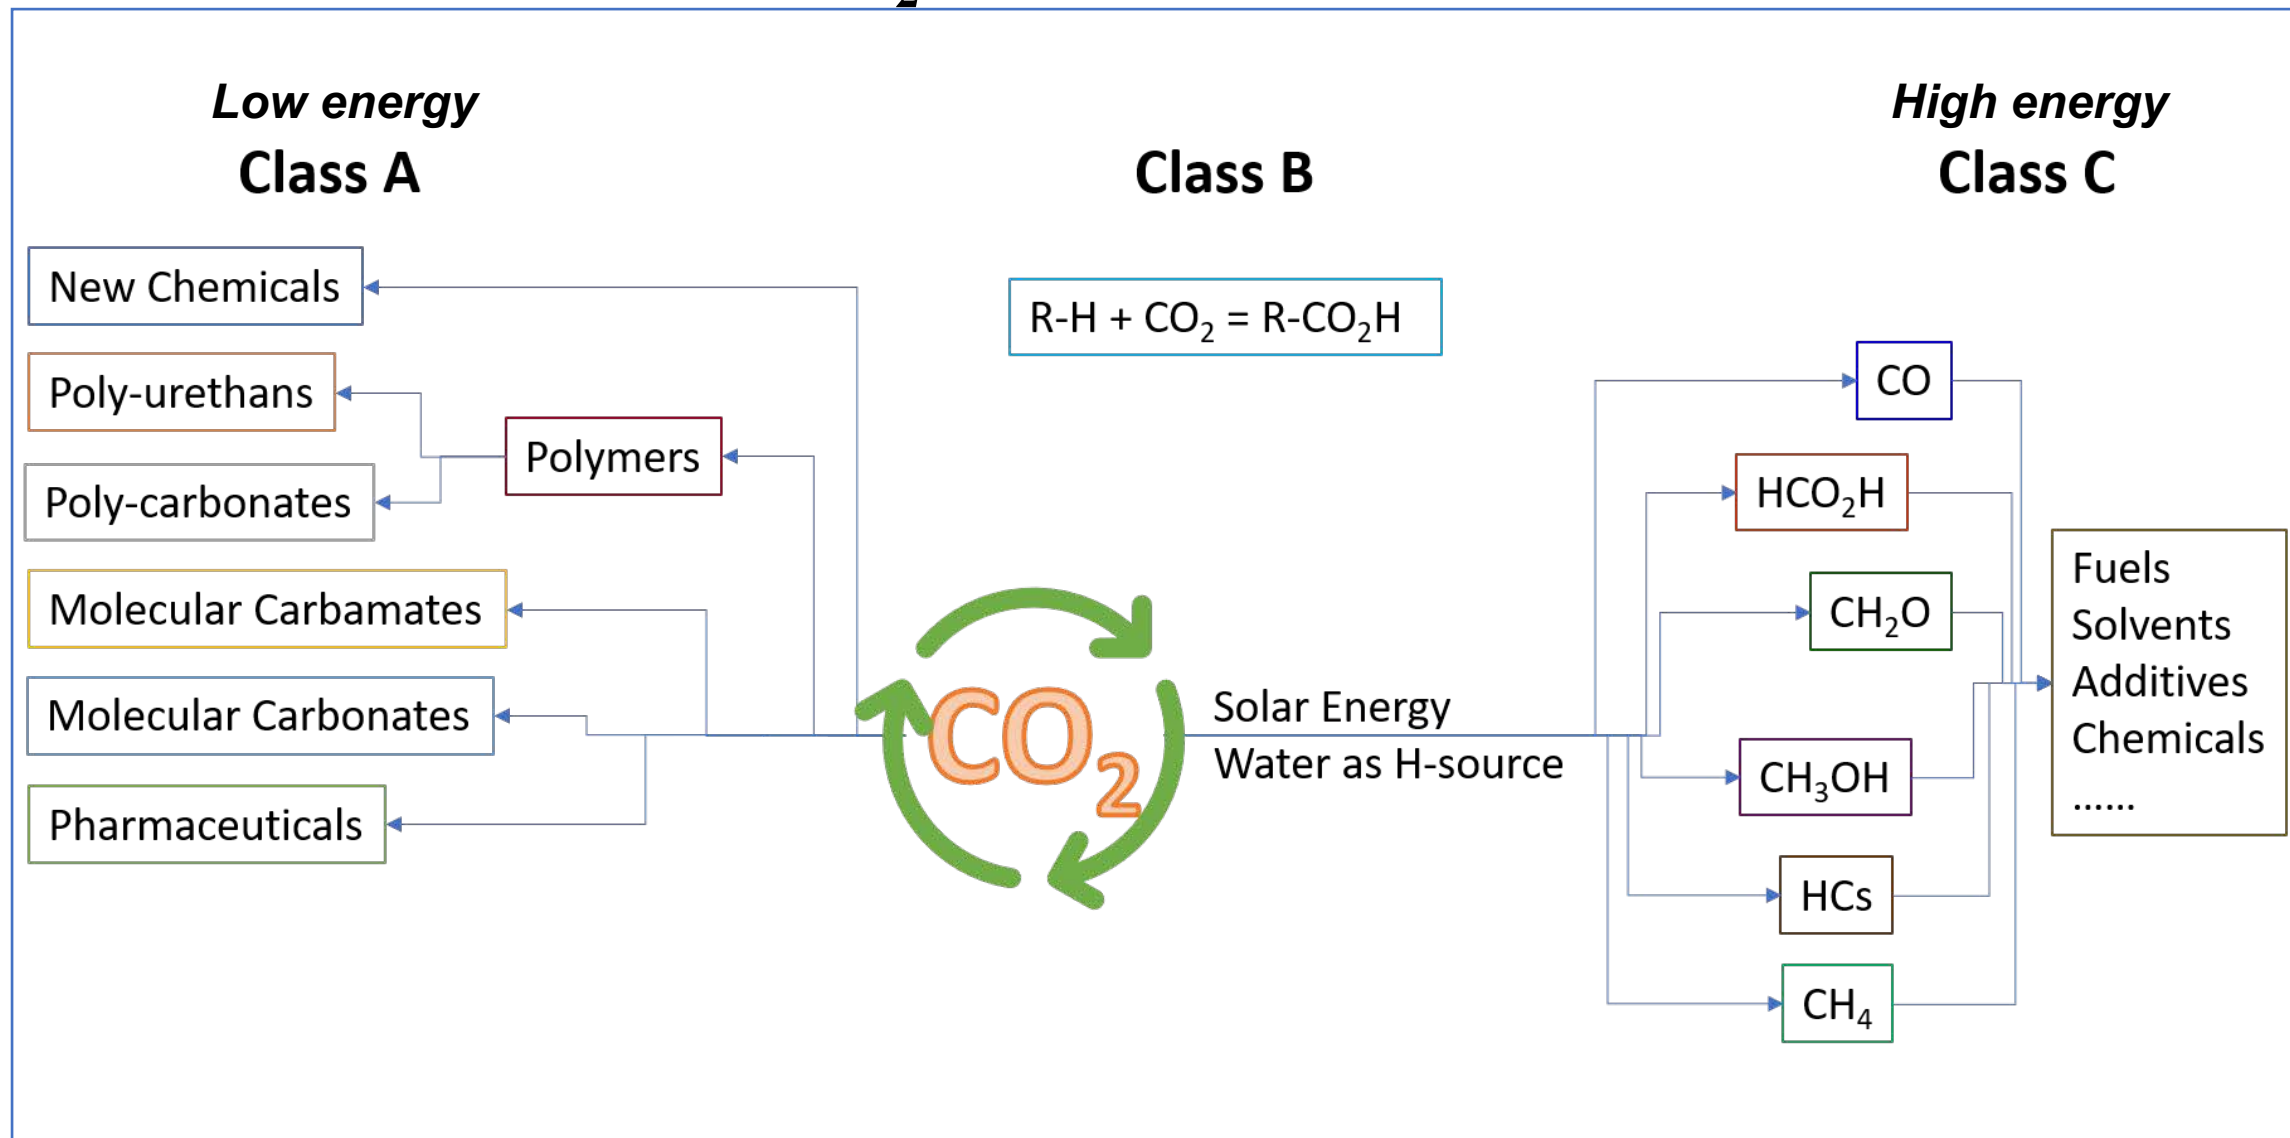 Low energy
Class A
New Chemicals
Poly-urethans
Poly-carbonates
Polymers
Molecular Carbamates
Molecular Carbonates
Pharmaceuticals
Class B
R-H + CO₂ = R-CO₂H
CO₂
Solar Energy
Water as H-source
High energy
Class C
CO
HCO₂H
CH₂O
CH₃OH
HCs
CH₄
Fuels
Solvents
Additives
Chemicals
......